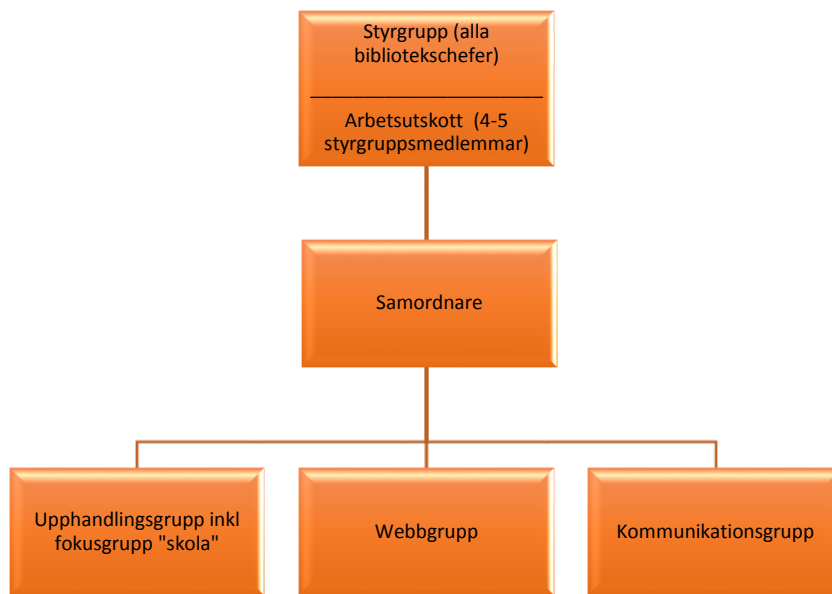 Styrgrupp (alla
bibliotekschefer)
Arbetsutskott (4-5
styrgruppsmedlemmar)
Samordnare
Upphandlingsgrupp inkl
fokusgrupp "skola"
Webbgrupp
Kommunikationsgrupp